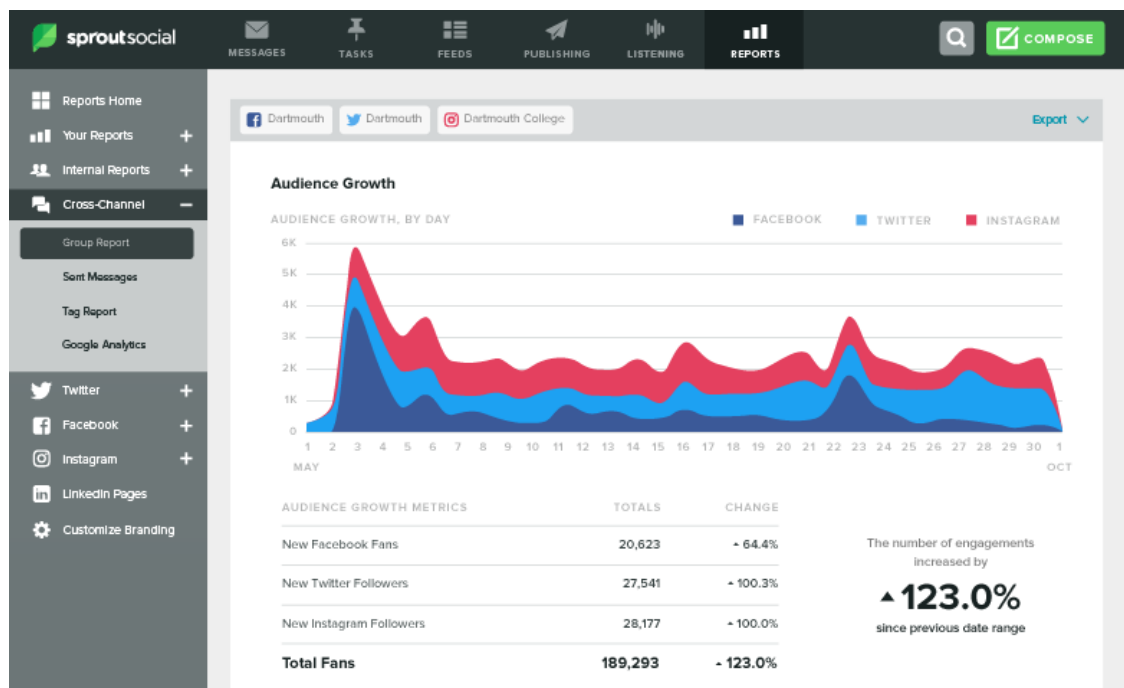 sproutsocial
MESSAGES
TASKS
FEEDS
PUBLISHING
LISTENING
REPORTS
COMPOSE
Reports Home
Your Reports
Internal Reports
Cross-Channel
Group Report
Sent Messages
Tag Report
Google Analytics
Twitter
Facebook
Instagram
LinkedIn Pages
Customize Branding
Dartmouth
Dartmouth
Dartmouth College
Export
Audience Growth
AUDIENCE GROWTH, BY DAY
FACEBOOK
TWITTER
INSTAGRAM
6K
5K
4K
3K
2K
1K
0
1 2 3 4 5 6 7 8 9 10 11 12 13 14 15 16 17 18 19 20 21 22 23 24 25 26 27 28 29 30 1
MAY OCT
AUDIENCE GROWTH METRICS TOTALS CHANGE
New Facebook Fans 20,623 64.4%
New Twitter Followers 27,541 100.3%
New Instagram Followers 28,177 100.0%
Total Fans 189,293 123.0%
The number of engagements
increased by
123.0%
since previous date range